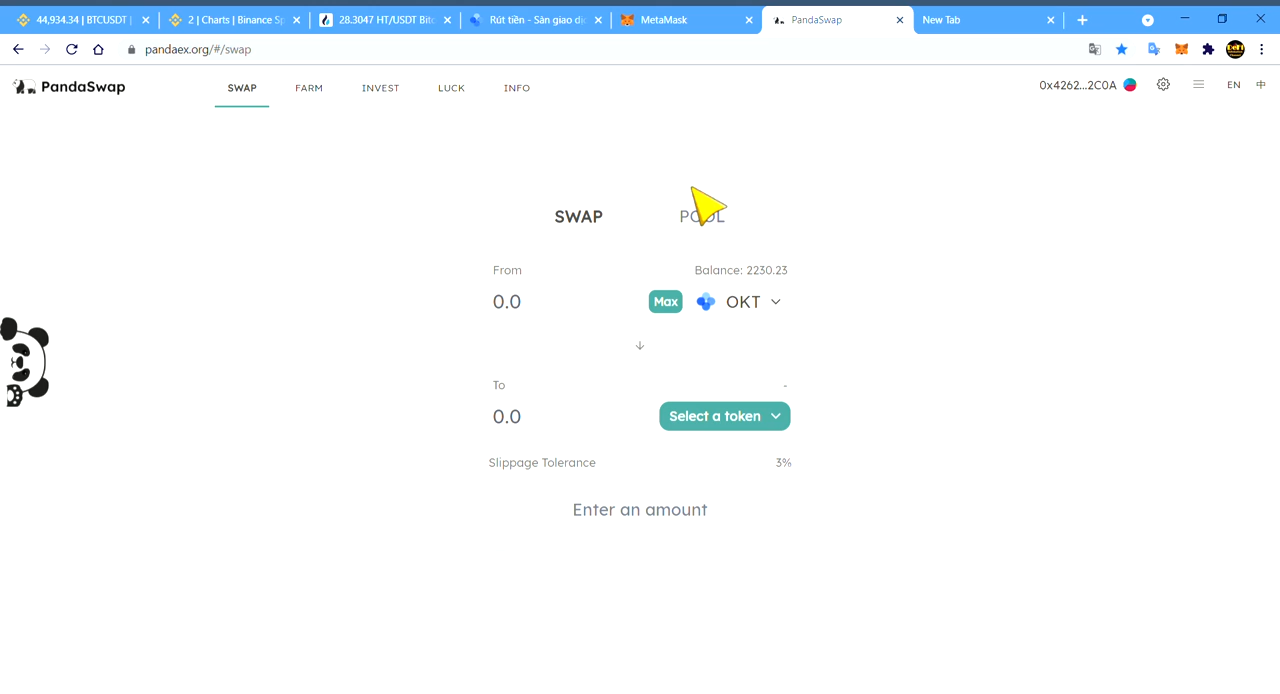 44,934.34 | BTCUSDT |
2 | Charts | Binance Sp
28.3047 HT/USDT Bitc
Rút tiền - Sàn giao dịc
MetaMask
PandaSwap
New Tab
pandaex.org/#/swap
PandaSwap
SWAP
FARM
INVEST
LUCK
INFO
0x4262...2C0A
EN
中
SWAP
POOL
From
Balance: 2230.23
0.0
Max
OKT
To
-
0.0
Select a token
Slippage Tolerance
3%
Enter an amount